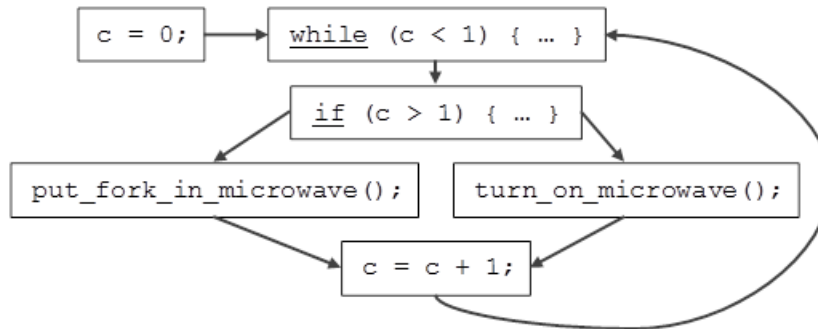 c = 0;
while (c < 1) { … }
if (c > 1) { … }
put_fork_in_microwave();
turn_on_microwave();
c = c + 1;